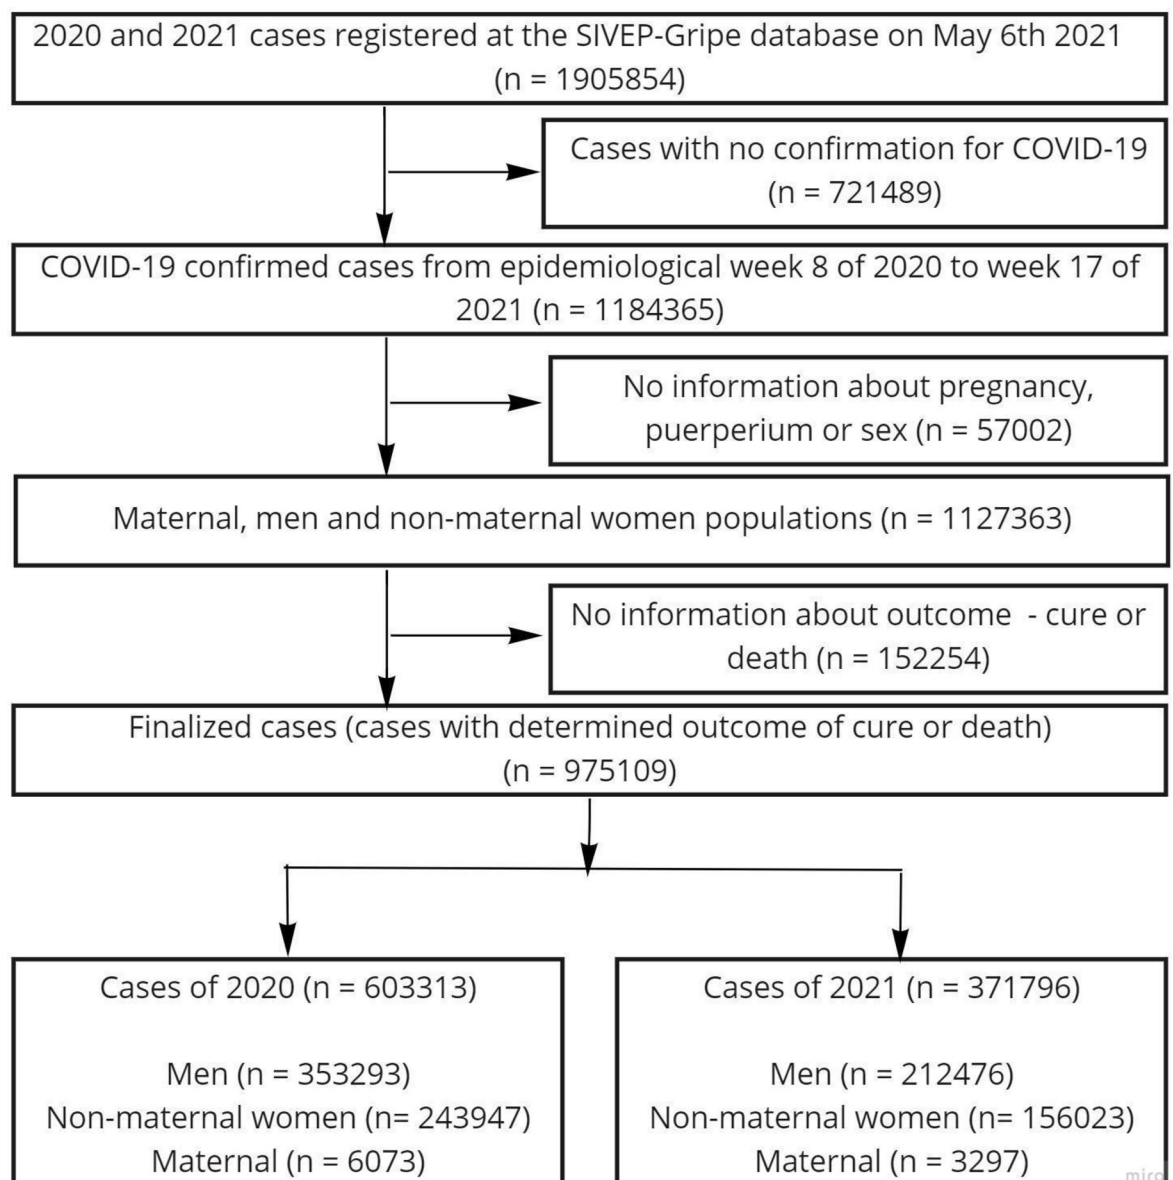 2020 and 2021 cases registered at the SIVEP-Gripe database on May 6th 2021
(n = 1905854)
Cases with no confirmation for COVID-19
(n = 721489)
COVID-19 confirmed cases from epidemiological week 8 of 2020 to week 17 of
2021 (n = 1184365)
No information about pregnancy,
puerperium or sex (n = 57002)
Maternal, men and non-maternal women populations (n = 1127363)
No information about outcome  - cure or
death (n = 152254)
Finalized cases (cases with determined outcome of cure or death)
(n = 975109)
Cases of 2020 (n = 603313)
Men (n = 353293)
Non-maternal women (n= 243947)
Maternal (n = 6073)
Cases of 2021 (n = 371796)
Men (n = 212476)
Non-maternal women (n= 156023)
Maternal (n = 3297)
miro